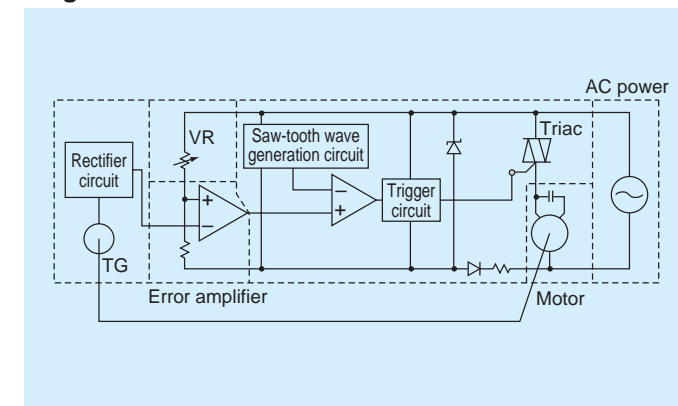 AC power
VR
Saw-tooth wave
generation circuit
Triac
Rectifier
circuit
+
−
−
+
Trigger
circuit
TG
Error amplifier
Motor